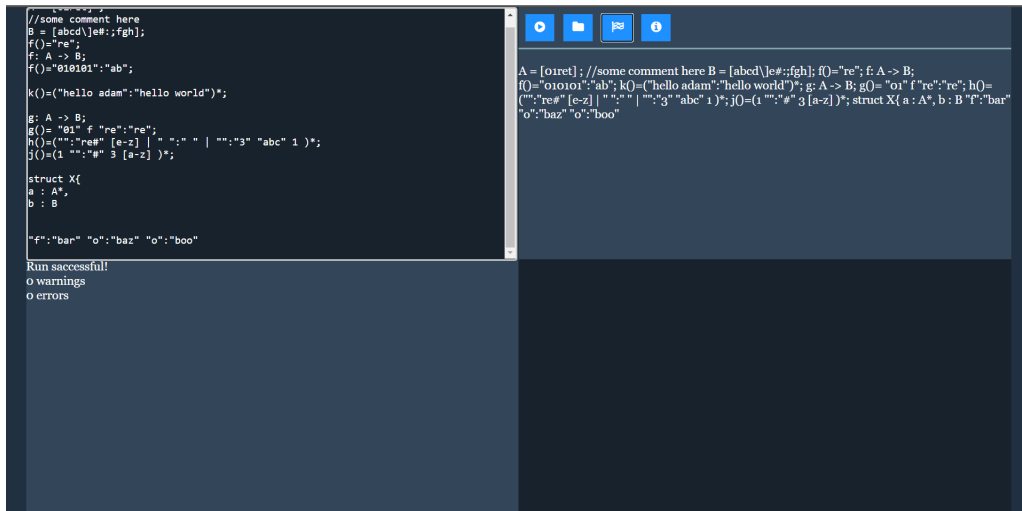 //some comment here
B = [abcd\]e#:;fgh];
f()="re";
f: A -> B;
f()="010101":"ab";
k()=("hello adam":"hello world")*;
g: A -> B;
g()= "01" f "re":"re";
h()=("":"re#" [e-z] | " ":" " | "":"3" "abc" 1 )*;
j()=(1 "":"#" 3 [a-z] )*;
struct X{
a : A*,
b : B
"f":"bar" "o":"baz" "o":"boo"
A = [01ret] ; //some comment here B = [abcd\]e#:;fgh]; f()="re"; f: A -> B;
f()="010101":"ab"; k()=("hello adam":"hello world")*; g: A -> B; g()= "01" f "re":"re"; h()=
("":"re#" [e-z] | " ":" " | "":"3" "abc" 1 )*; j()=(1 "":"#" 3 [a-z] )*; struct X{ a : A*, b : B "f":"bar"
"o":"baz" "o":"boo"
Run saccessful!
0 warnings
0 errors